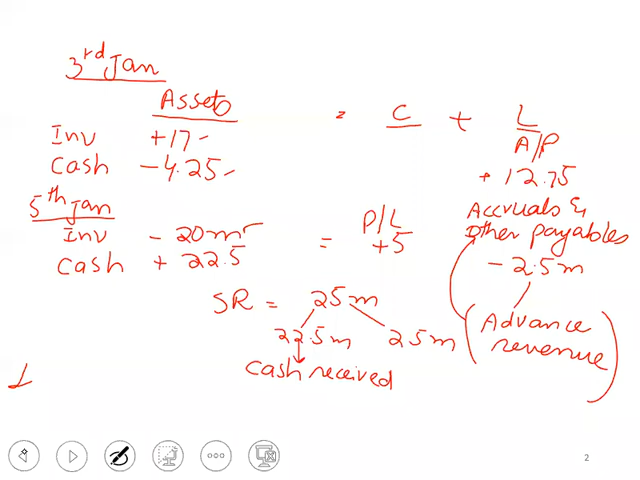 3rd Jan
Assets = C + L
A/P
Inv +17
Cash -4.25 +12.75
5th Jan
Accruals &
Other payables
Inv -20m = P/L +5
Cash +22.5 -2.5m
SR = 25m
22.5m 2.5m
(Advance revenue)
Cash received
2